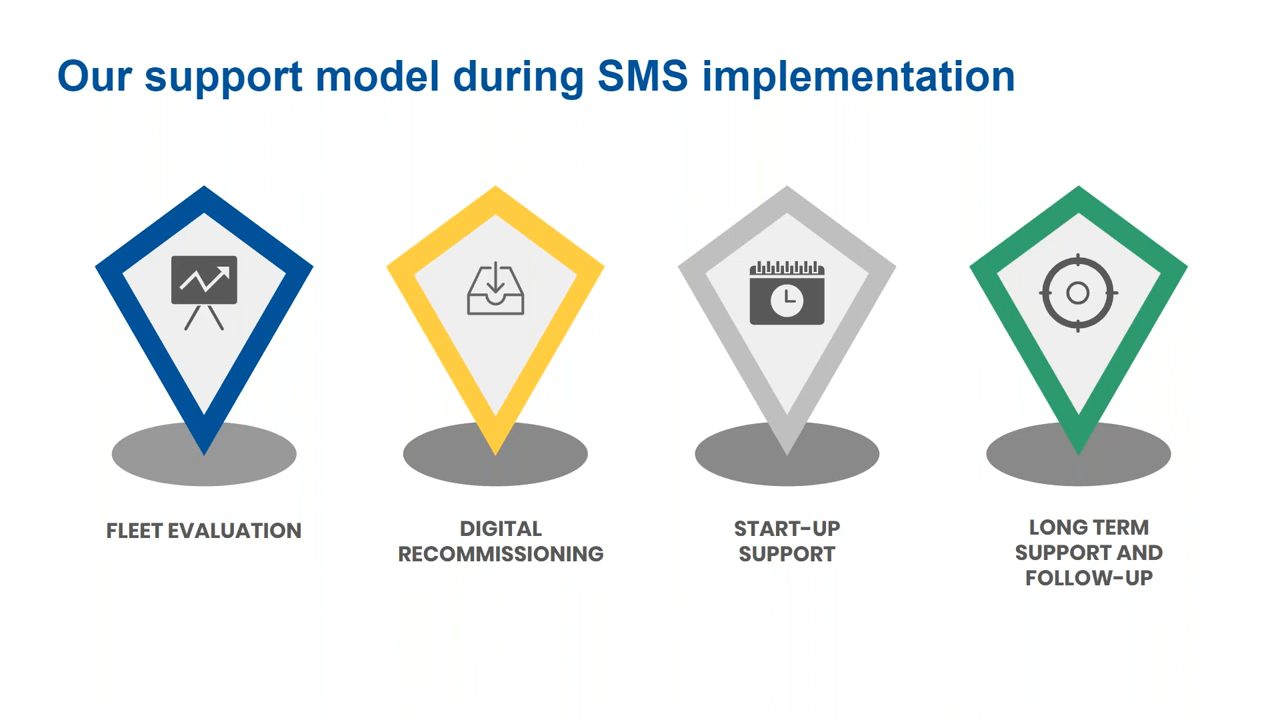 Our support model during SMS implementation
FLEET EVALUATION
DIGITAL
RECOMMISSIONING
START-UP
SUPPORT
LONG TERM
SUPPORT AND
FOLLOW-UP